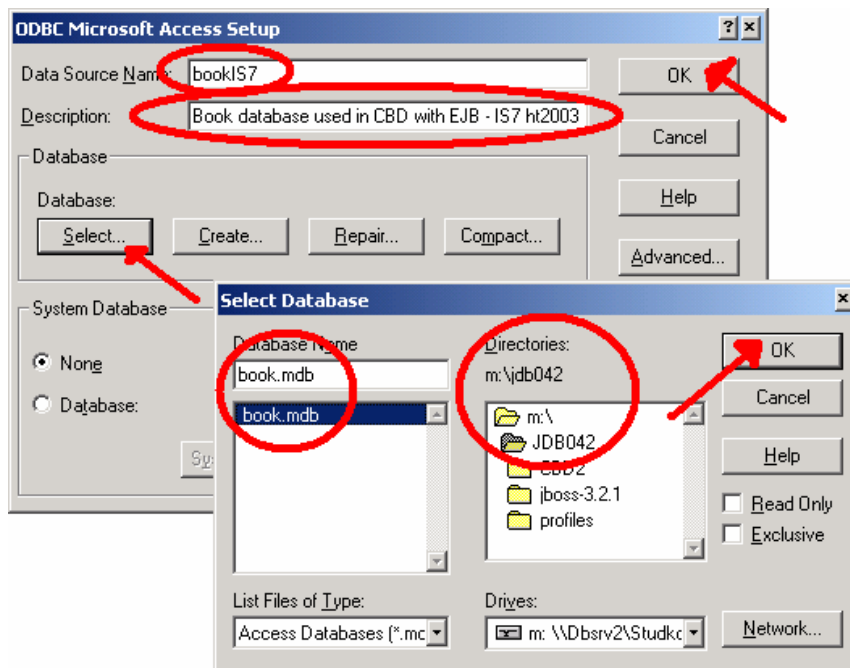 ODBC Microsoft Access Setup
Data Source Name: bookIS7
OK
Description: Book database used in CBD with EJB - IS7 ht2003
Cancel
Database
Database:
Help
Select... Create... Repair... Compact...
Advanced...
System Database
None
Database:
Select Database
Database Name
book.mdb
book.mdb
Directories:
m:\jdb042
m:\
JDB042
CBD2
jboss-3.2.1
profiles
OK
Cancel
Help
Read Only
Exclusive
List Files of Type:
Access Databases (*.mc
Drives:
m: \\Dbsrv2\Studkc
Network...